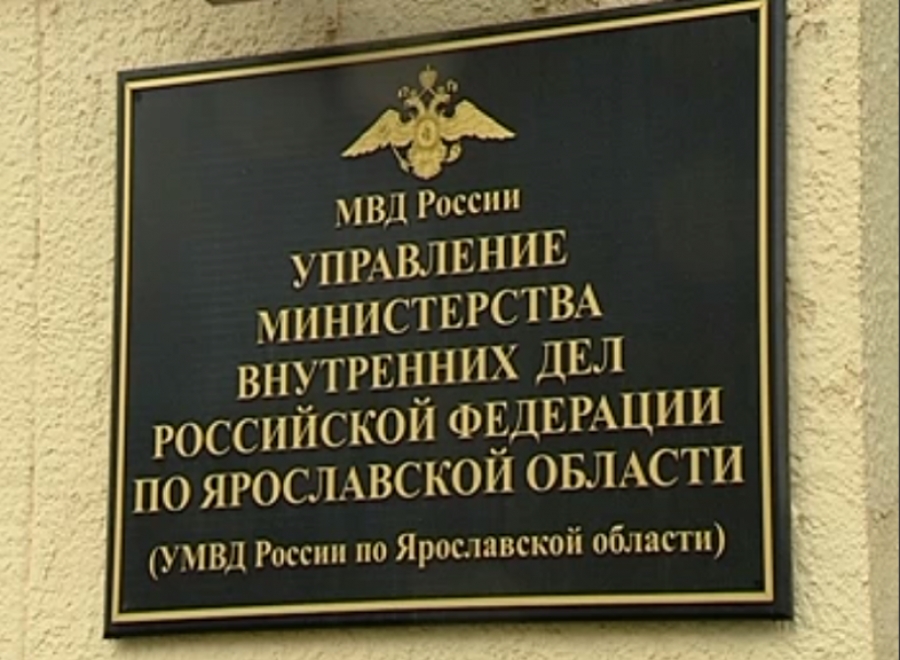 МВД России
УПРАВЛЕНИЕ
МИНИСТЕРСТВА
ВНУТРЕННИХ ДЕЛ
РОССИЙСКОЙ ФЕДЕРАЦИИ
ПО ЯРОСЛАВСКОЙ ОБЛАСТИ
(УМВД России по Ярославской области)